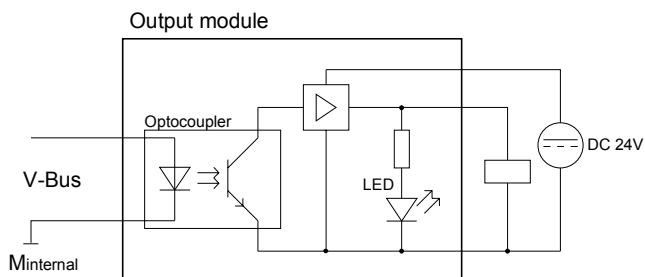 Output module
Optocoupler
DC 24V
V-Bus
LED
Minternal